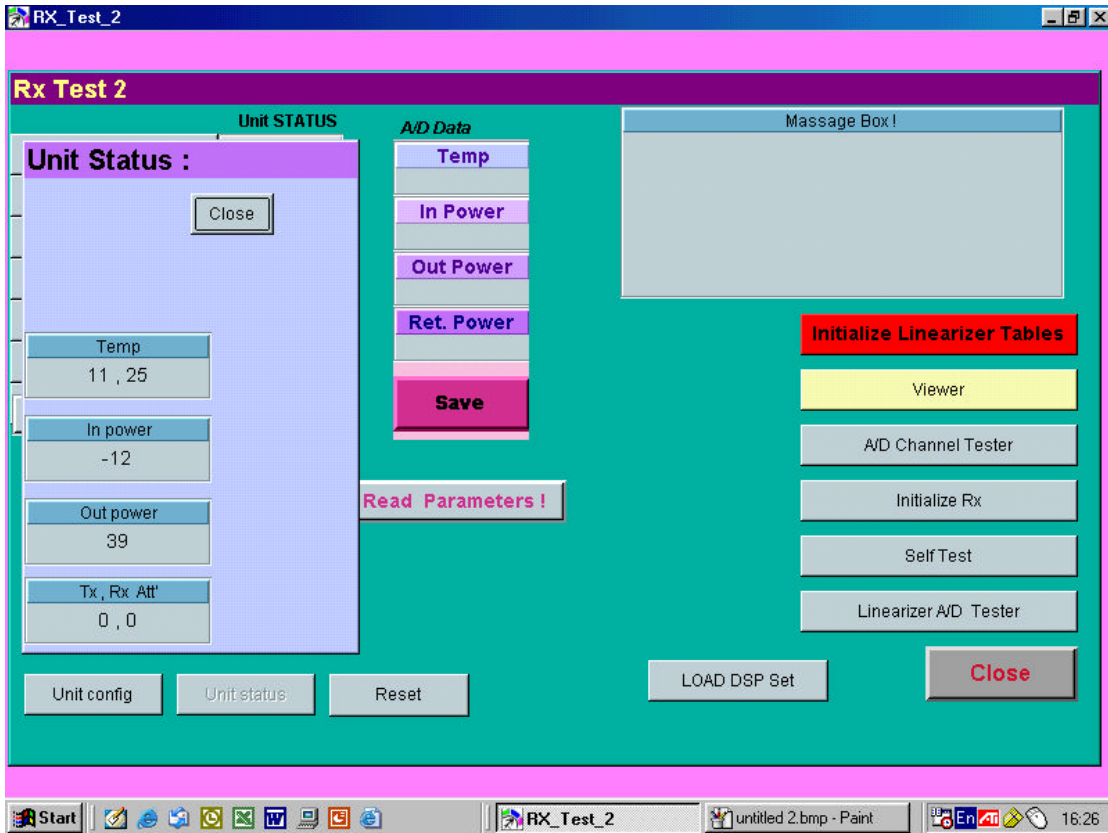 RX_Test_2
Rx Test 2
Unit STATUS
A/D Data
Massage Box !
Unit Status :
Close
Temp
11 , 25
In power
-12
Out power
39
Tx , Rx Att'
0 , 0
Temp
In Power
Out Power
Ret. Power
Save
Read Parameters !
Initialize Linearizer Tables
Viewer
A/D Channel Tester
Initialize Rx
Self Test
Linearizer A/D Tester
Unit config
Unit status
Reset
LOAD DSP Set
Close
Start
RX_Test_2
untitled 2.bmp - Paint
En
16:26